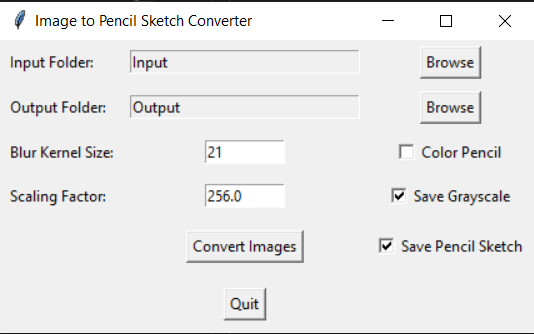 Image to Pencil Sketch Converter
Input Folder: Input Browse
Output Folder: Output Browse
Blur Kernel Size: 21 Color Pencil
Scaling Factor: 256.0 Save Grayscale
Convert Images Save Pencil Sketch
Quit